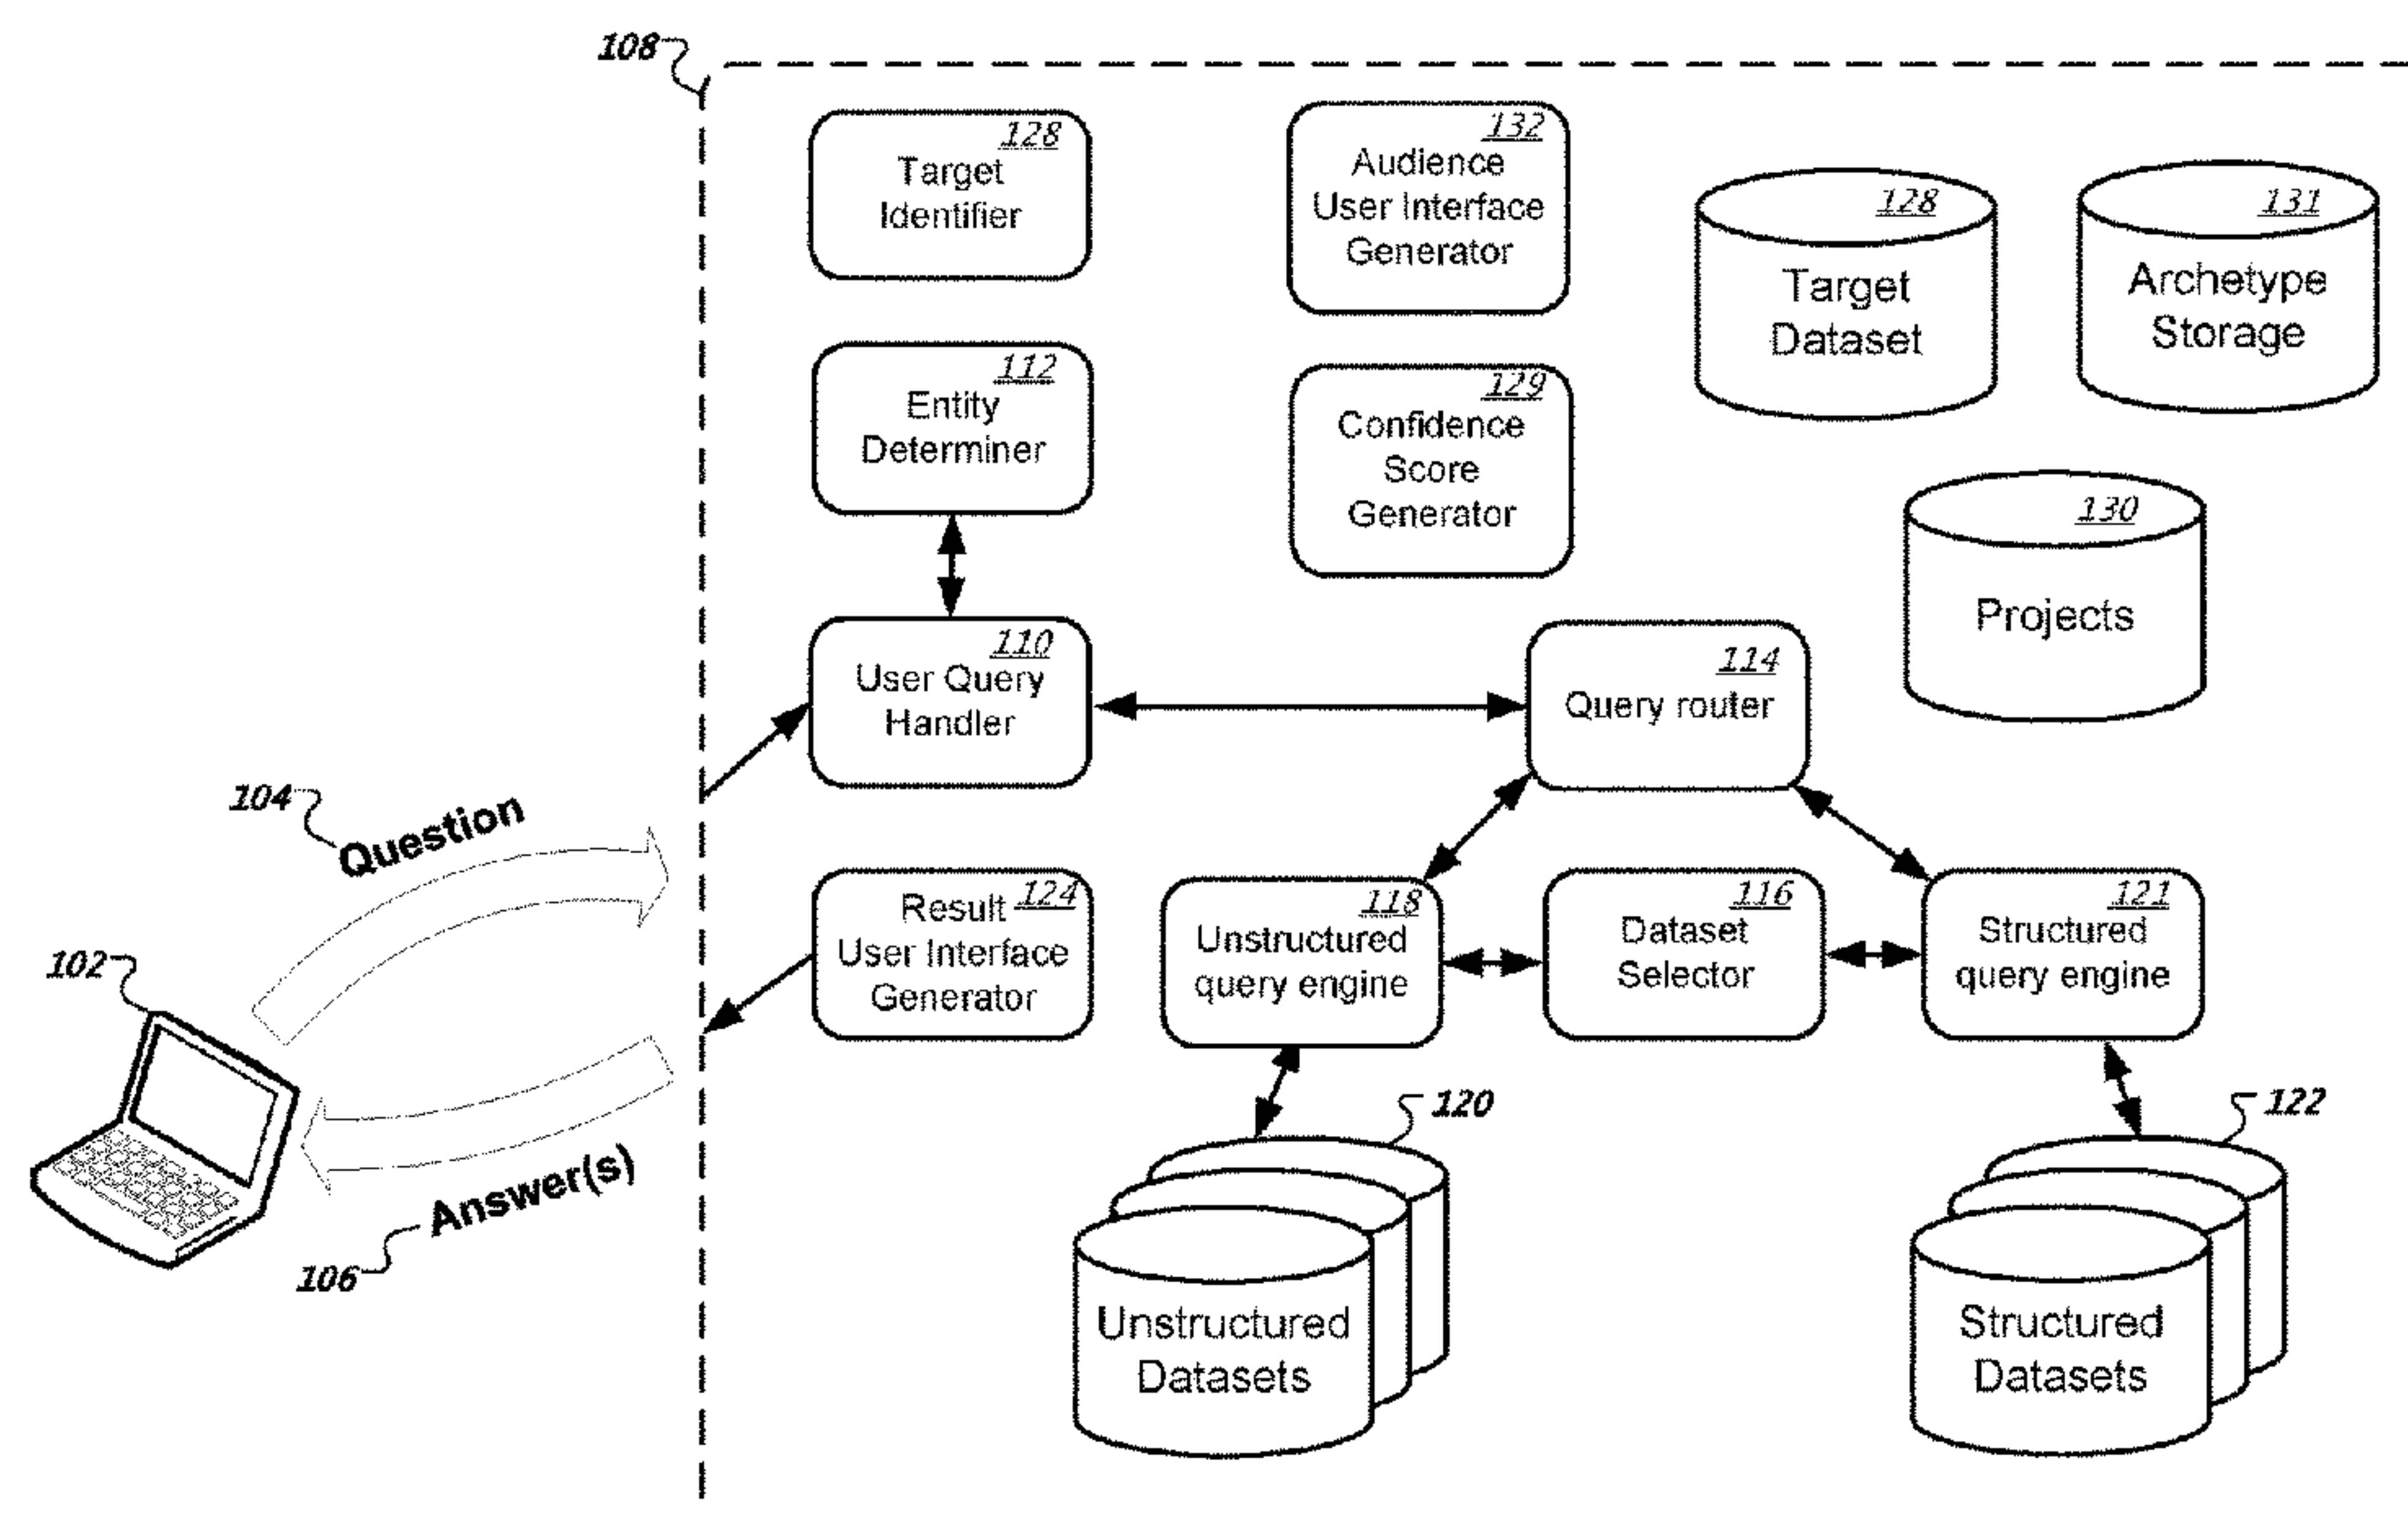 108
128
Target
Identifier
132
Audience
User Interface
Generator
128
Target
Dataset
131
Archetype
Storage
112
Entity
Determiner
129
Confidence
Score
Generator
130
Projects
110
User Query
Handler
114
Query router
104
Question
124
Result
User Interface
Generator
118
Unstructured
query engine
116
Dataset
Selector
121
Structured
query engine
102
106
Answer(s)
120
Unstructured
Datasets
122
Structured
Datasets